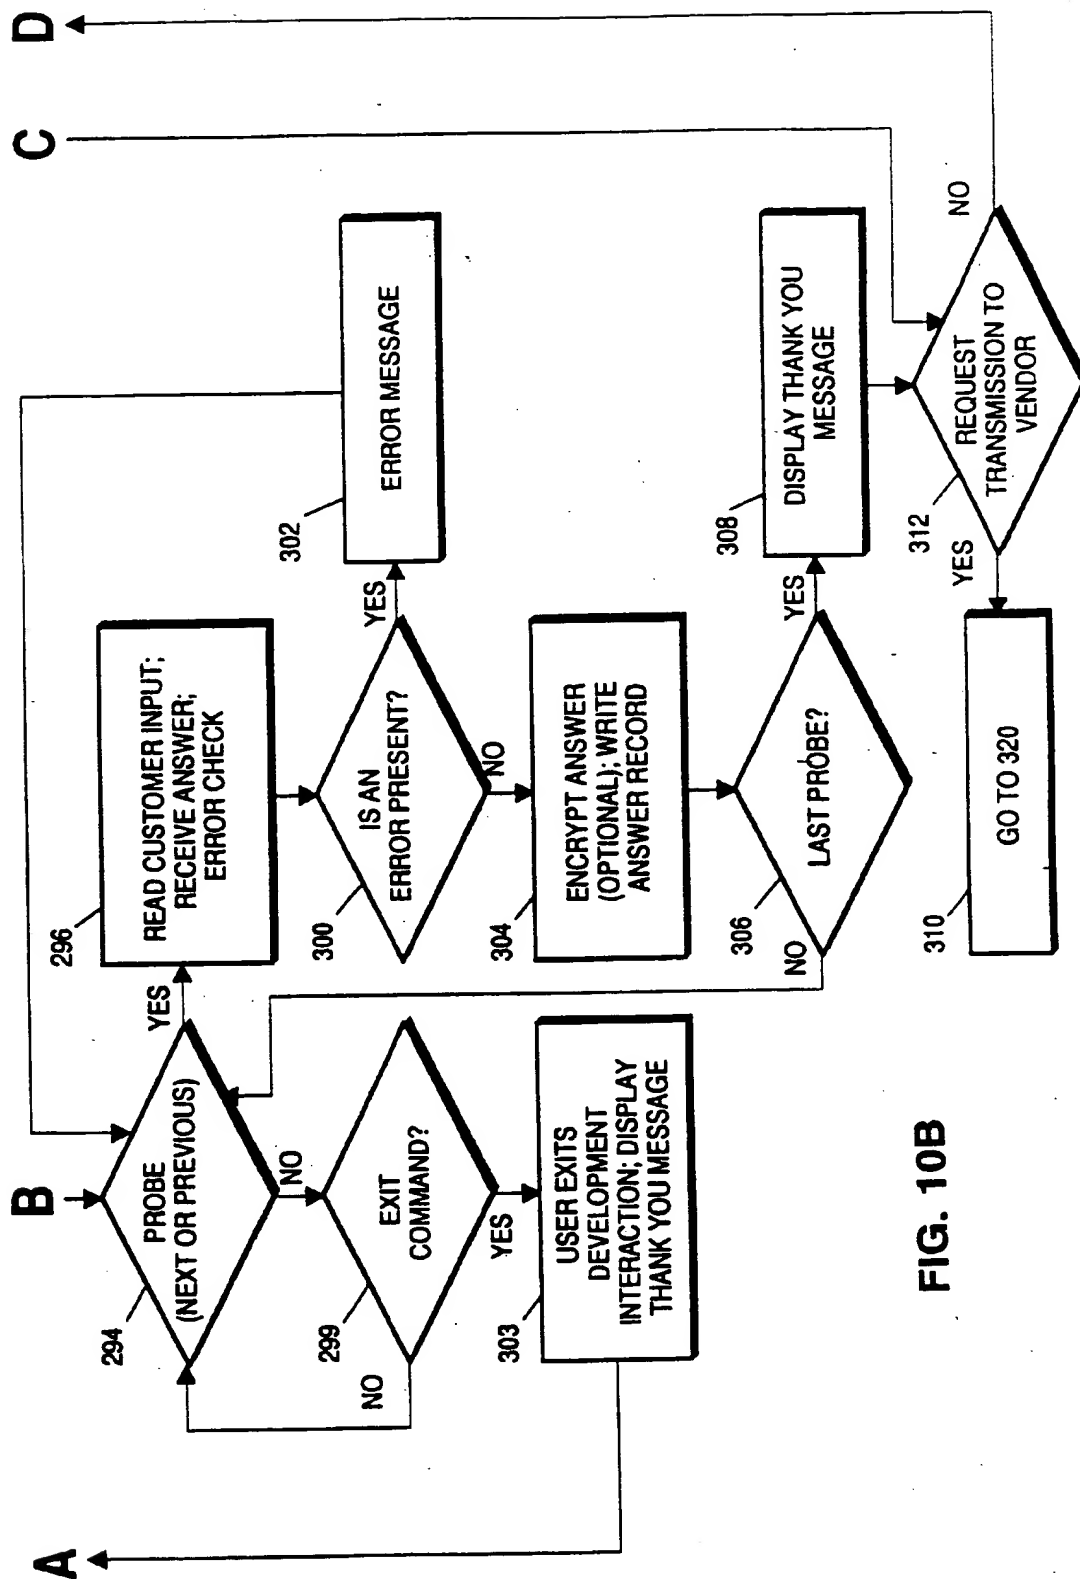 A
B
C
D
294
PROBE
(NEXT OR PREVIOUS)
YES
NO
296
READ CUSTOMER INPUT;
RECEIVE ANSWER;
ERROR CHECK
299
EXIT
COMMAND?
NO
YES
300
IS AN
ERROR PRESENT?
YES
NO
302
ERROR MESSAGE
303
USER EXITS
DEVELOPMENT
INTERACTION; DISPLAY
THANK YOU MESSAGE
304
ENCRYPT ANSWER
(OPTIONAL); WRITE
ANSWER RECORD
306
LAST PROBE?
NO
YES
308
DISPLAY THANK YOU
MESSAGE
310
GO TO 320
312
REQUEST
TRANSMISSION TO
VENDOR
YES
NO
FIG. 10B